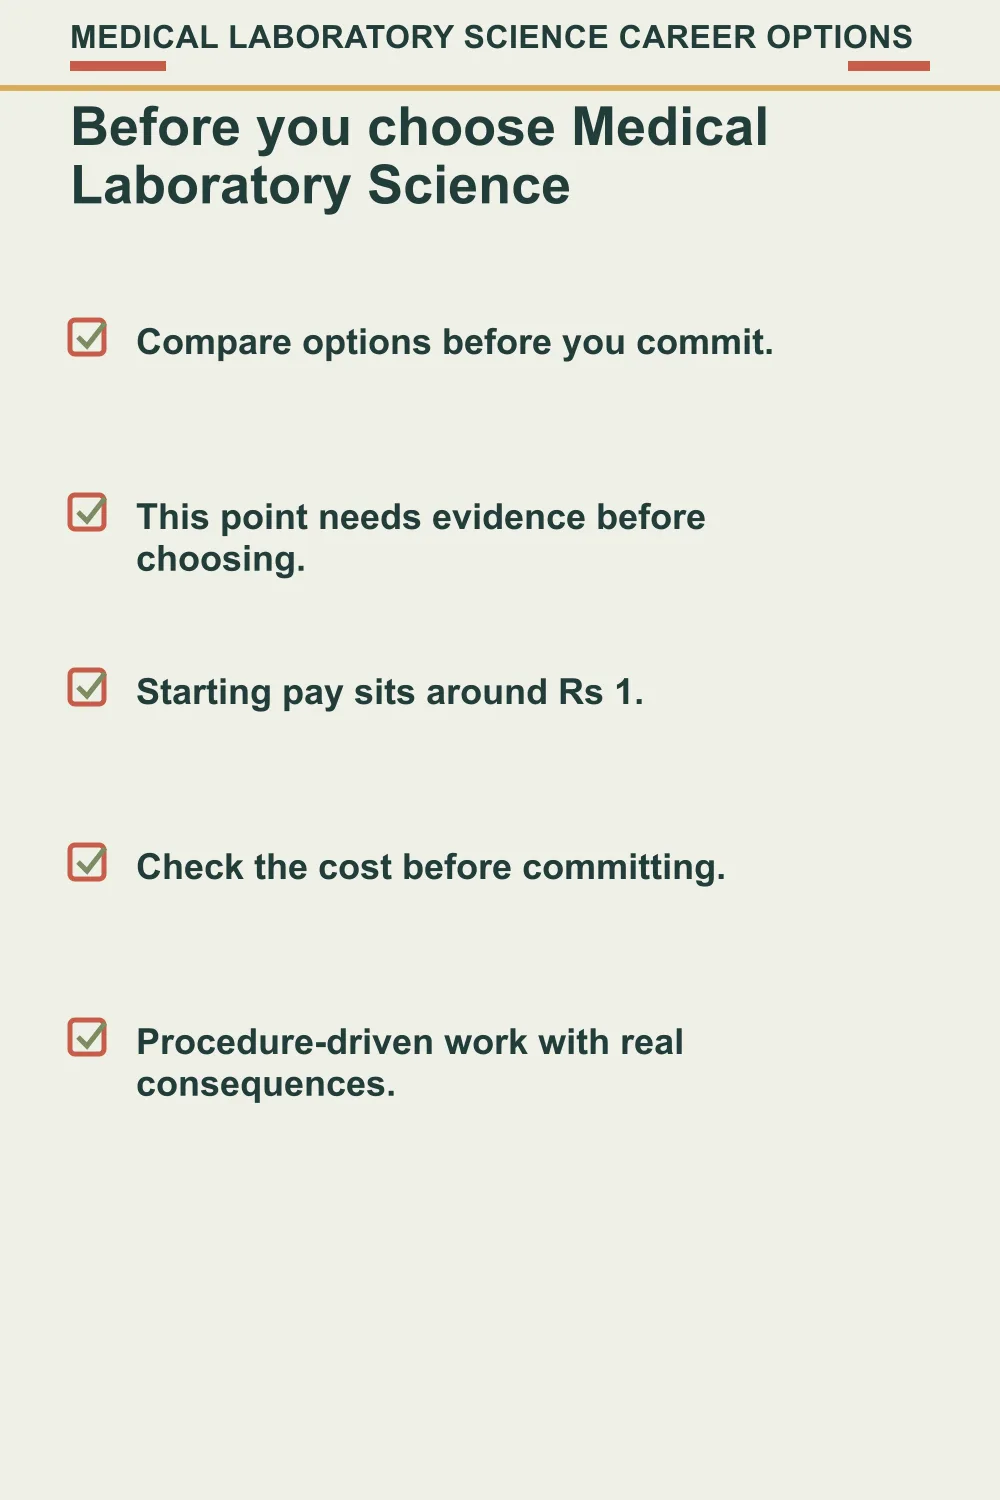 MEDICAL LABORATORY SCIENCE CAREER OPTIONS
Before you choose Medical
Laboratory Science
Compare options before you commit.
This point needs evidence before
choosing.
Starting pay sits around Rs 1.
Check the cost before committing.
Procedure-driven work with real
consequences.